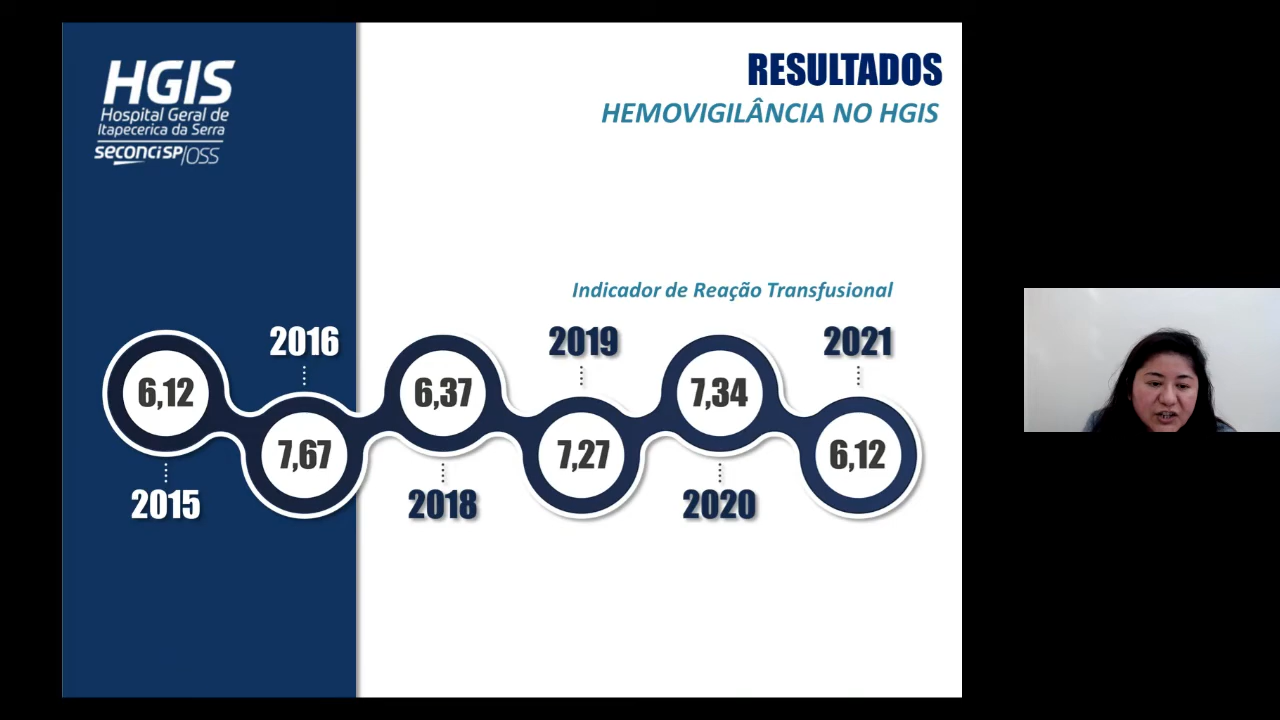 HGIS
Hospital Geral de
Itapecerica da Serra
seconcisp/OSS
RESULTADOS
HEMOVIGILÂNCIA NO HGIS
Indicador de Reação Transfusional
2016
2019
2021
6,12
6,37
7,34
7,67
7,27
6,12
2015
2018
2020